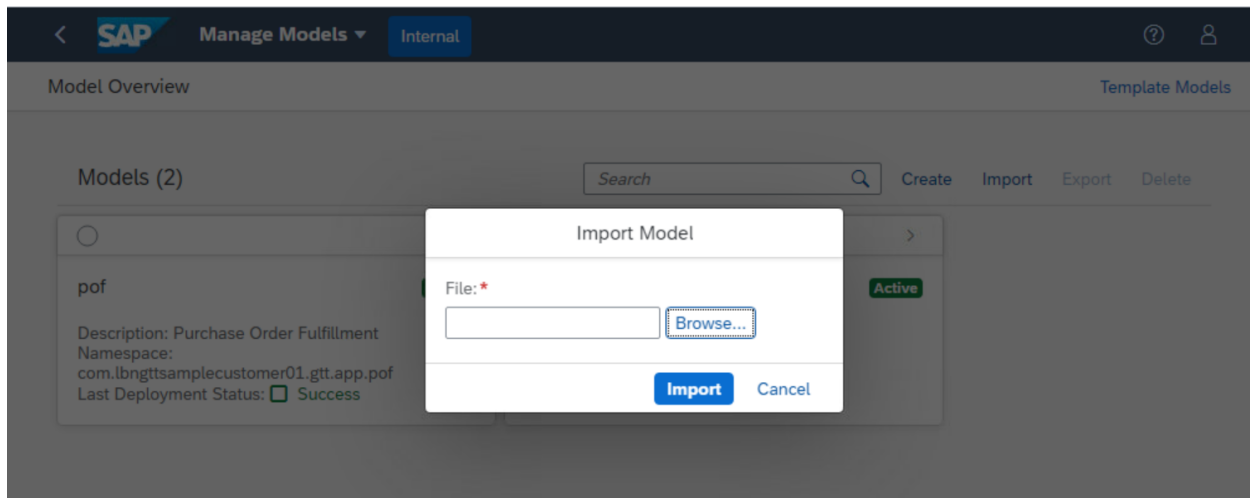 SAP Manage Models Internal
Model Overview Template Models
Models (2) Search Create Import Export Delete
Import Model
pof File:* Active
Browse...
Description: Purchase Order Fulfillment
Namespace:
com.lbngttsamplecustomer01.gtt.app.pof
Last Deployment Status: Success
Import Cancel